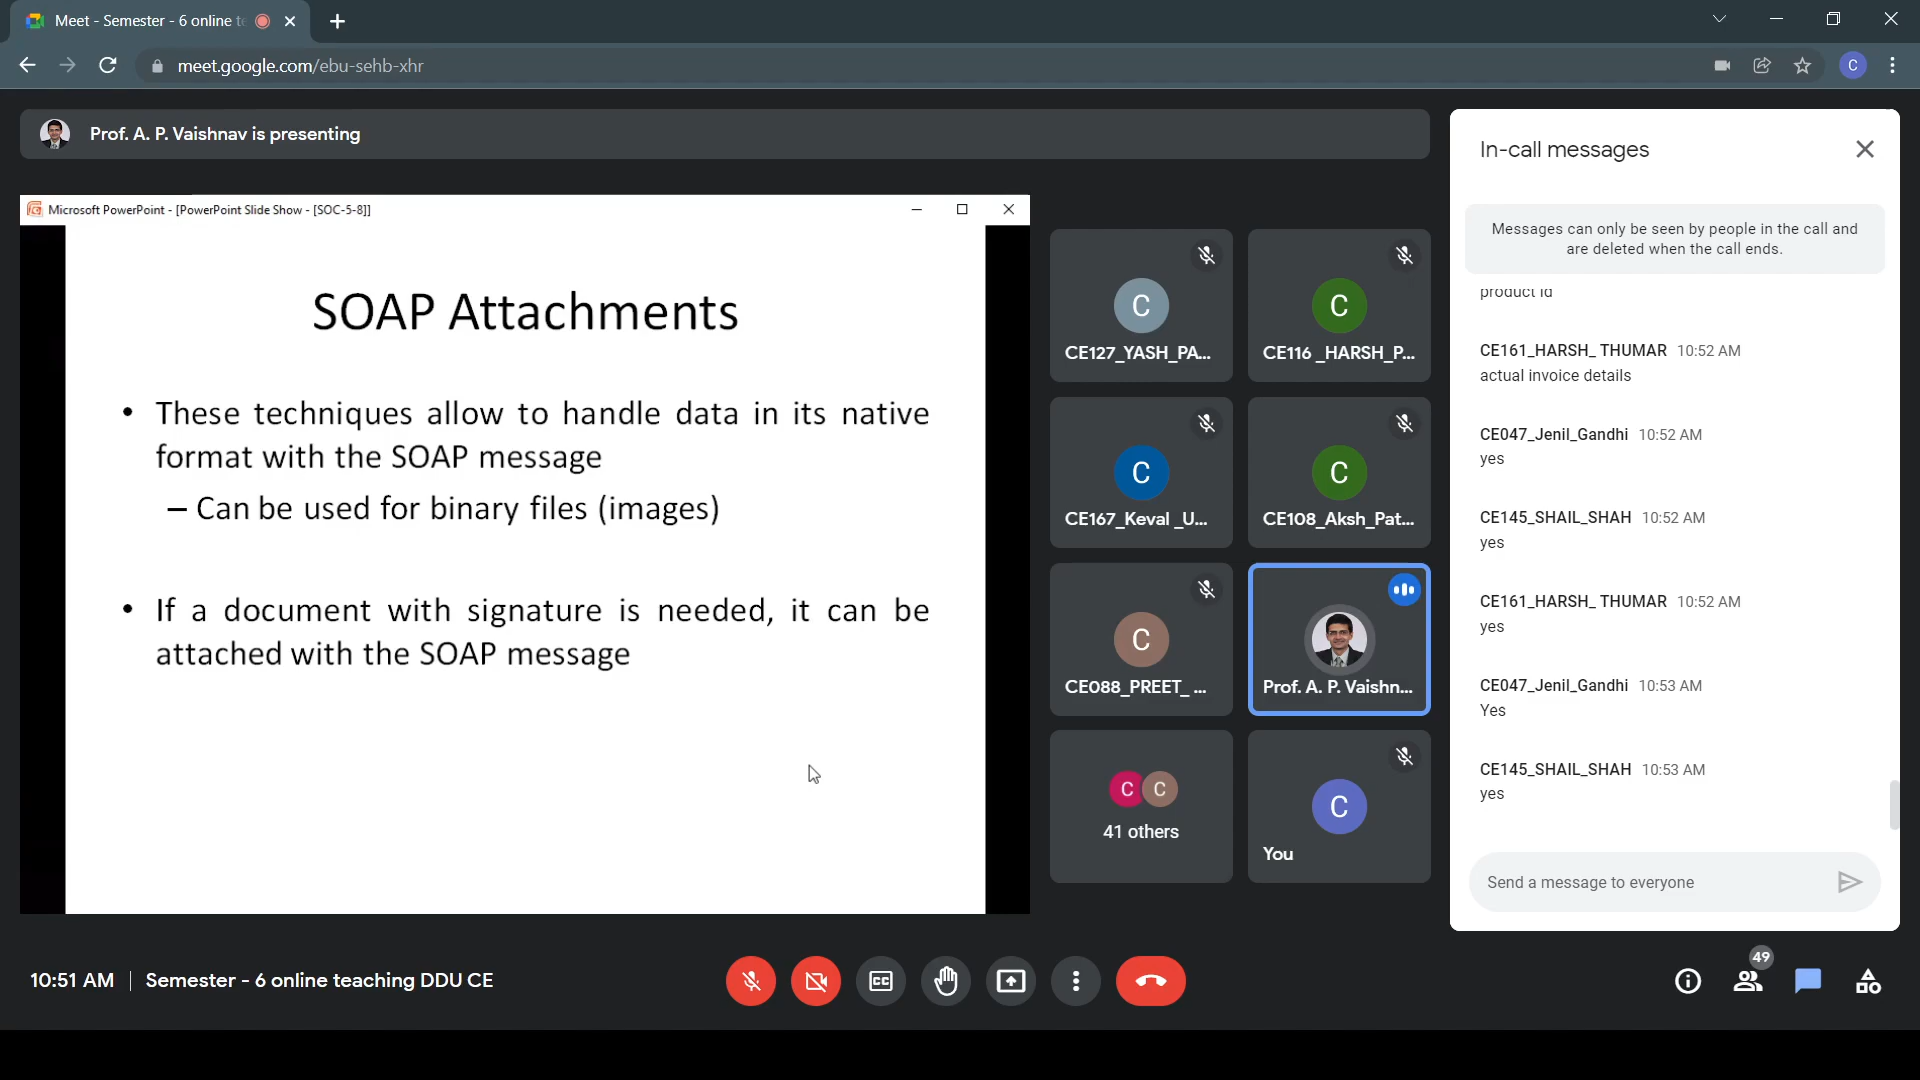 Meet - Semester - 6 online te
meet.google.com/ebu-sehb-xhr
C
Prof. A. P. Vaishnav is presenting
Microsoft PowerPoint - [PowerPoint Slide Show - [SOC-5-8]]
SOAP Attachments
• These techniques allow to handle data in its native
format with the SOAP message
– Can be used for binary files (images)
• If a document with signature is needed, it can be
attached with the SOAP message
C
CE127_YASH_PA...
C
CE116 _HARSH_P...
C
CE167_Keval _U...
C
CE108_Aksh_Pat...
C
CE088_PREET_ ...
Prof. A. P. Vaishn...
C C
41 others
C
You
In-call messages
Messages can only be seen by people in the call and
are deleted when the call ends.
product id
CE161_HARSH_ THUMAR 10:52 AM
actual invoice details
CE047_Jenil_Gandhi 10:52 AM
yes
CE145_SHAIL_SHAH 10:52 AM
yes
CE161_HARSH_ THUMAR 10:52 AM
yes
CE047_Jenil_Gandhi 10:53 AM
Yes
CE145_SHAIL_SHAH 10:53 AM
yes
Send a message to everyone
10:51 AM | Semester - 6 online teaching DDU CE
CC
49